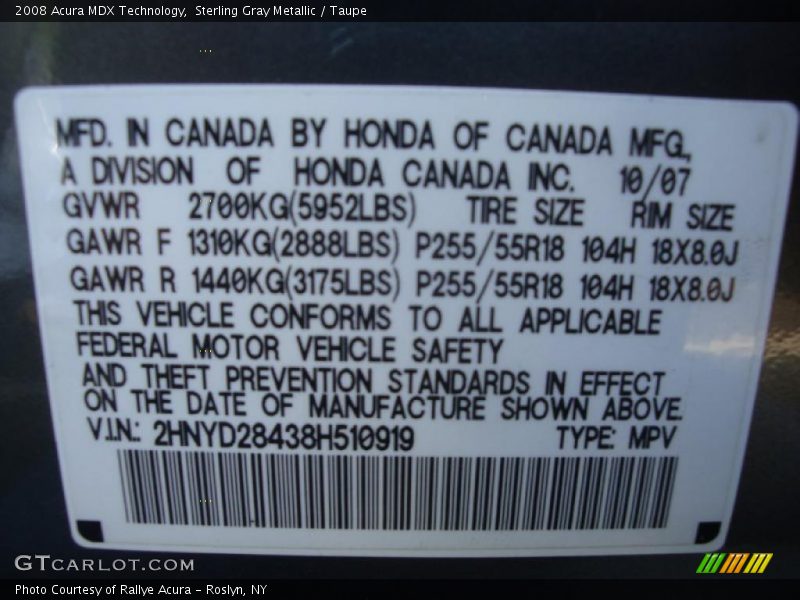 2008 Acura MDX Technology, Sterling Gray Metallic / Taupe
MFD. IN CANADA BY HONDA OF CANADA MFG.,
A DIVISION OF HONDA CANADA INC. 10/07
GVWR 2700KG(5952LBS) TIRE SIZE RIM SIZE
GAWR F 1310KG(2888LBS) P255/55R18 104H 18X8.0J
GAWR R 1440KG(3175LBS) P255/55R18 104H 18X8.0J
THIS VEHICLE CONFORMS TO ALL APPLICABLE
FEDERAL MOTOR VEHICLE SAFETY
AND THEFT PREVENTION STANDARDS IN EFFECT
ON THE DATE OF MANUFACTURE SHOWN ABOVE.
V.I.N.: 2HNYD28438H510919 TYPE: MPV
GTCARLOT.COM
Photo Courtesy of Rallye Acura - Roslyn, NY